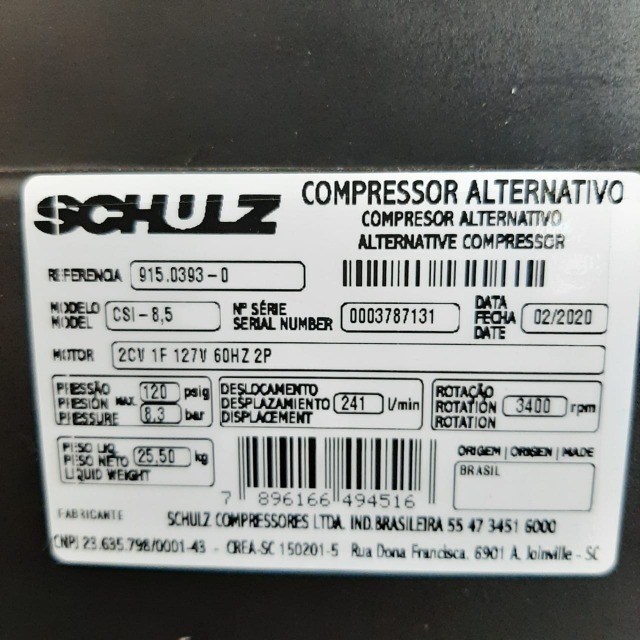 SCHULZ
COMPRESSOR ALTERNATIVO
COMPRESOR ALTERNATIVO
ALTERNATIVE COMPRESSOR
REFERENCIA 915.0393-0
MODELO
MODEL
CSI-8,5
Nº SÉRIE
SERIAL NUMBER
0003787131
DATA
FECHA
DATE
02/2020
MOTOR 2CV 1F 127V 60HZ 2P
PRESSÃO
PRESIÓN MAX.
PRESSURE
120 psig
8,3 bar
DESLOCAMENTO
DESPLAZAMIENTO
DISPLACEMENT
241 l/min
ROTAÇÃO
ROTATION
ROTATION
3400 rpm
PESO LIQ.
PESO NETO
LIQUID WEIGHT
25,50 kg
7 896166 494516
ORIGEM | ORIGEN | MADE
BRASIL
FABRICANTE
SCHULZ COMPRESSORES LTDA. IND.BRASILEIRA 55 47 3451 6000
CNPJ 23.635.798/0001-43 - CREA-SC 150201-5 Rua Dona Francisca, 6901 A Joinville - SC